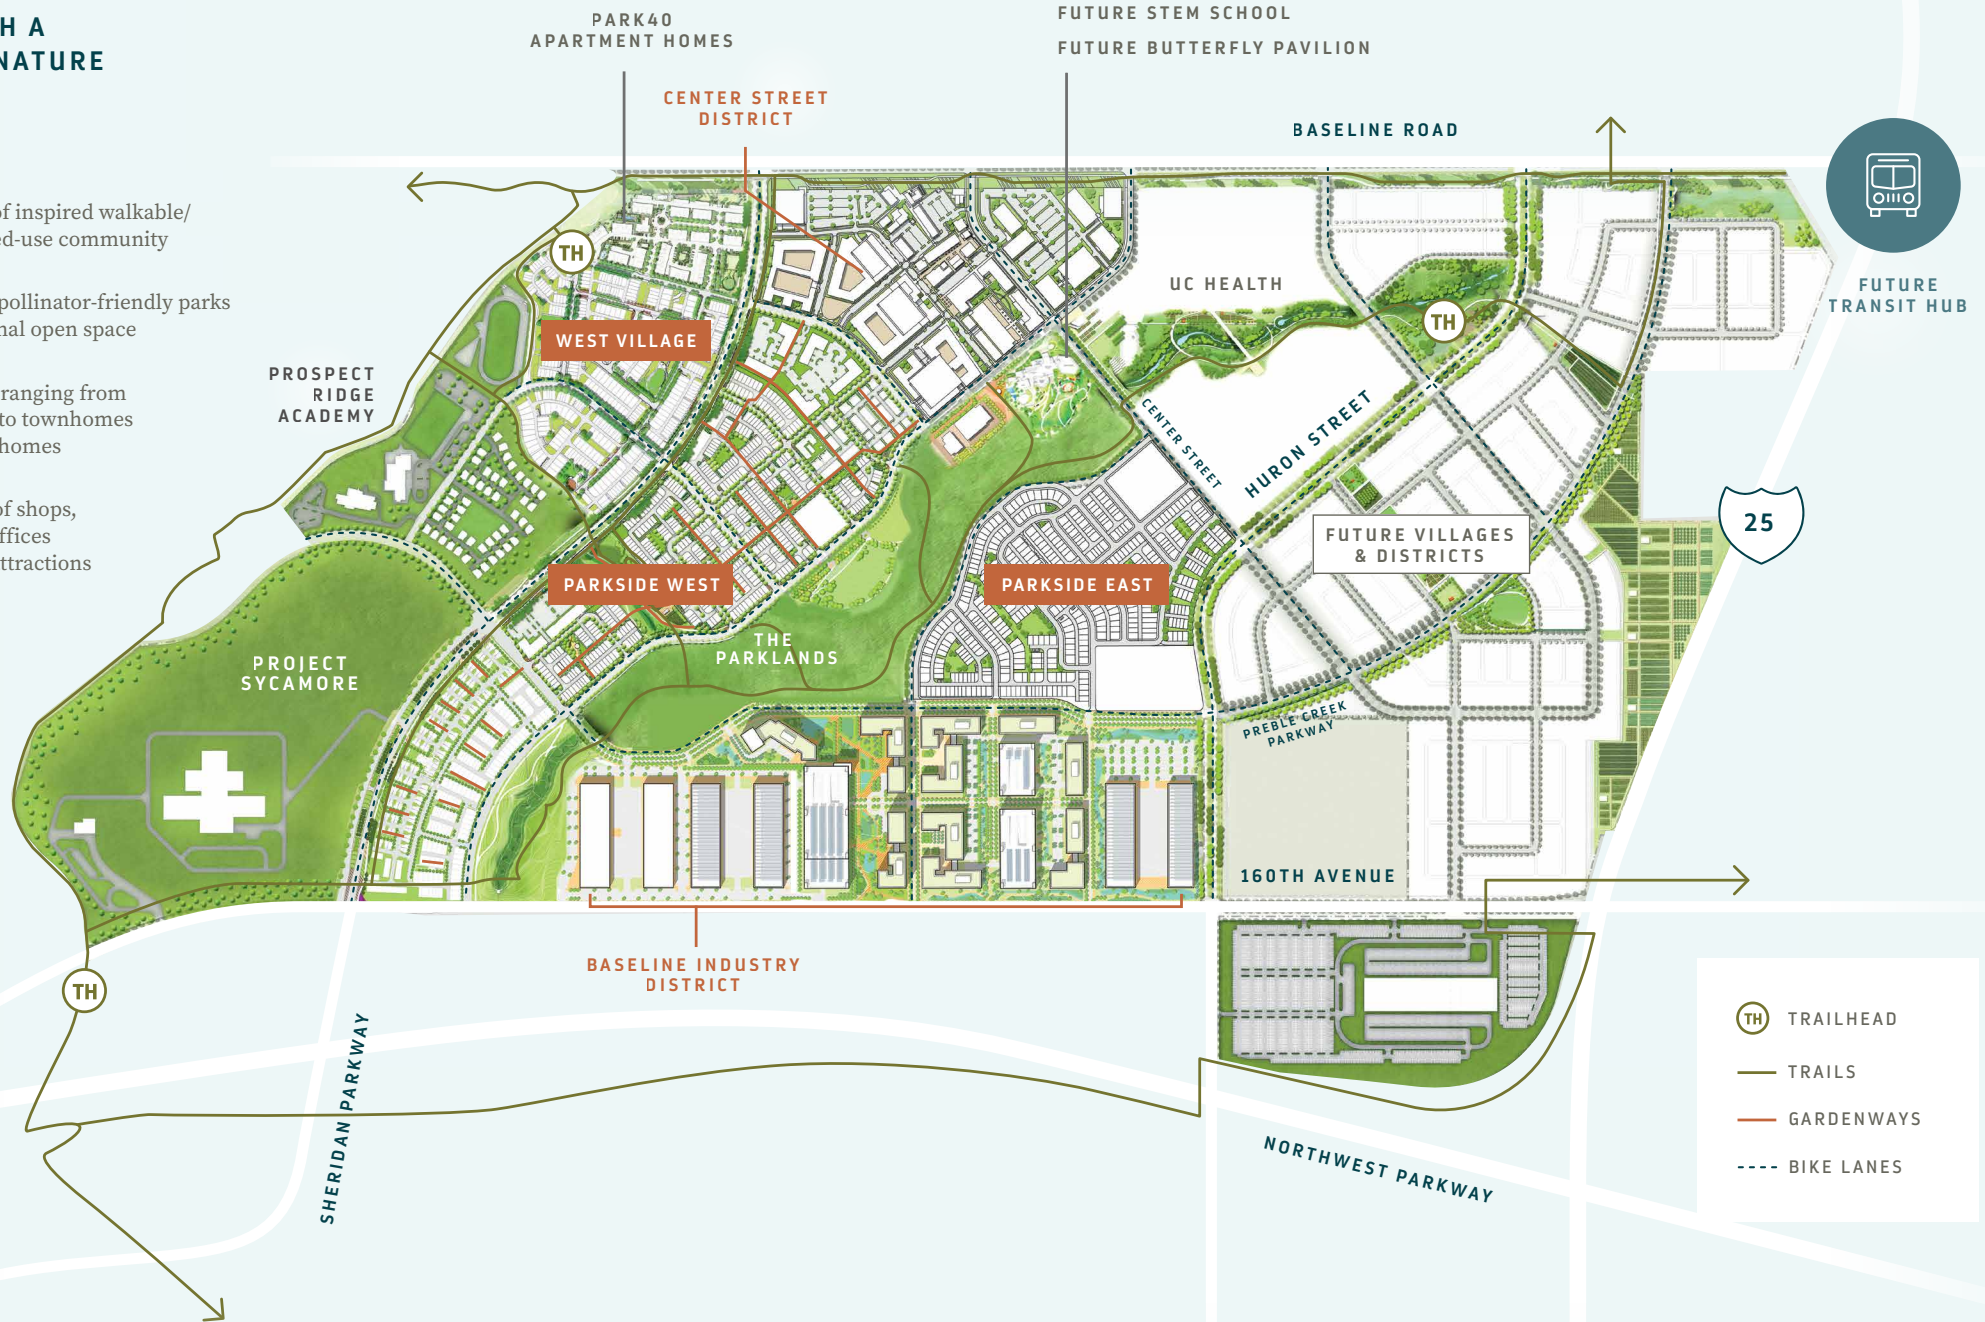 H A
NATURE
of inspired walkable/
ed-use community
pollinator-friendly parks
nal open space
ranging from
to townhomes
homes
of shops,
ffices
ttractions
PARK40
APARTMENT HOMES
CENTER STREET
DISTRICT
FUTURE STEM SCHOOL
FUTURE BUTTERFLY PAVILION
BASELINE ROAD
FUTURE
TRANSIT HUB
TH
WEST VILLAGE
UC HEALTH
TH
PROSPECT
RIDGE
ACADEMY
CENTER STREET
HURON STREET
25
FUTURE VILLAGES
& DISTRICTS
PARKSIDE WEST
PARKSIDE EAST
THE
PARKLANDS
PROJECT
SYCAMORE
PREBLE CREEK
PARKWAY
160TH AVENUE
BASELINE INDUSTRY
DISTRICT
TH
SHERIDAN PARKWAY
NORTHWEST PARKWAY
TH TRAILHEAD
TRAILS
GARDENWAYS
BIKE LANES